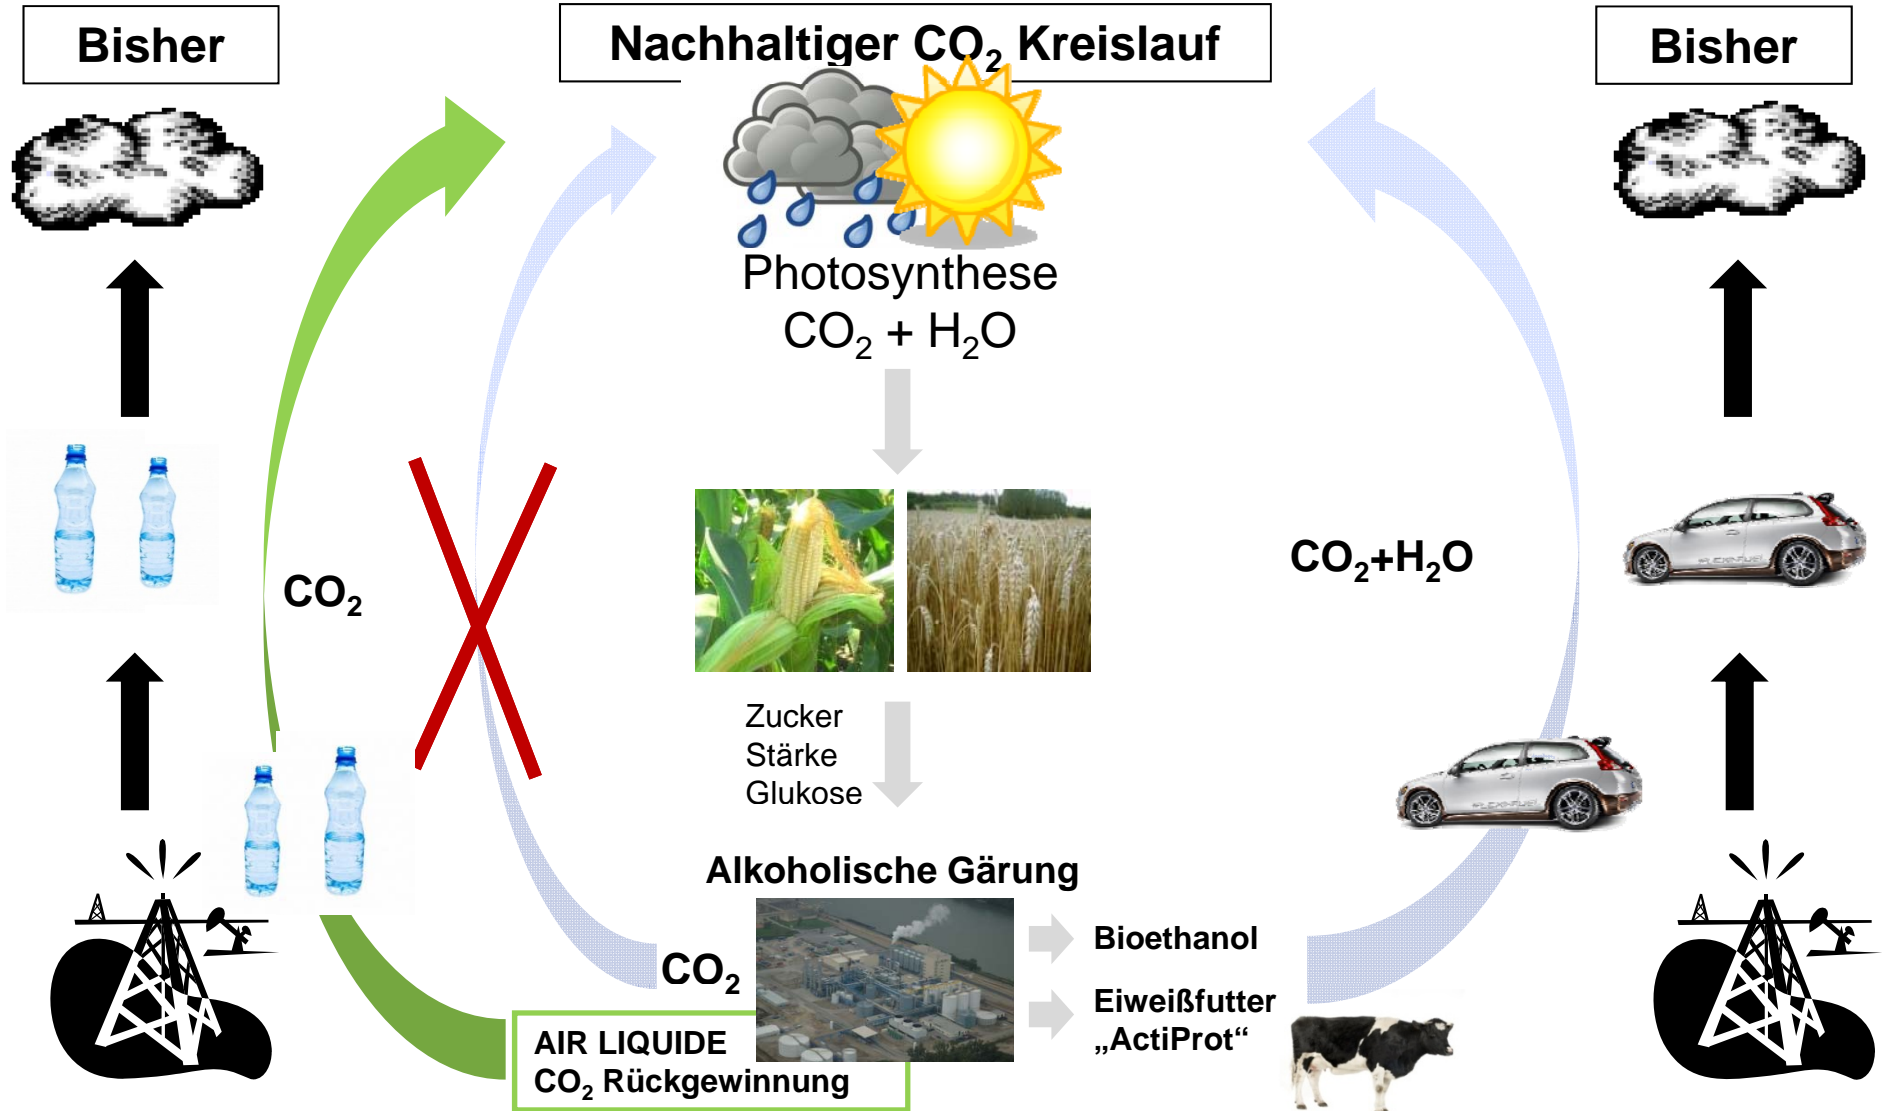 Bisher
Nachhaltiger CO₂ Kreislauf
Bisher
Photosynthese
CO₂ + H₂O
CO₂
CO₂+H₂O
Zucker
Stärke
Glukose
Alkoholische Gärung
CO₂
Bioethanol
Eiweißfutter
„ActiProt“
AIR LIQUIDE
CO₂ Rückgewinnung